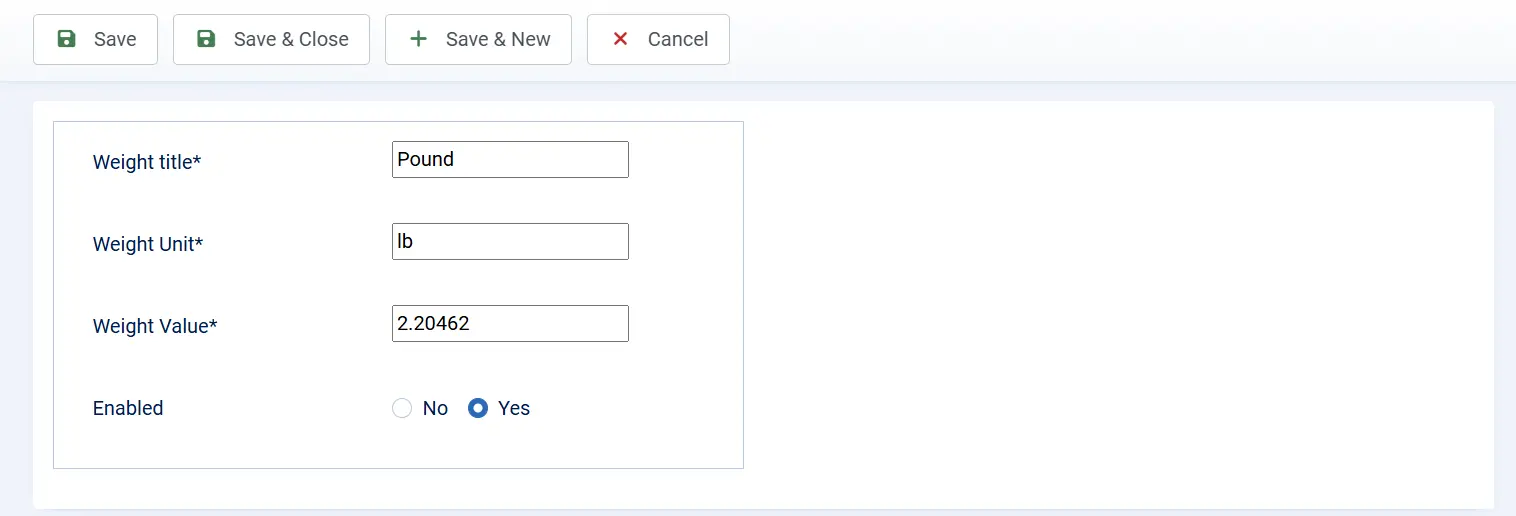 Save Save & Close Save & New Cancel
Weight title* Pound
Weight Unit* lb
Weight Value* 2.20462
Enabled No Yes